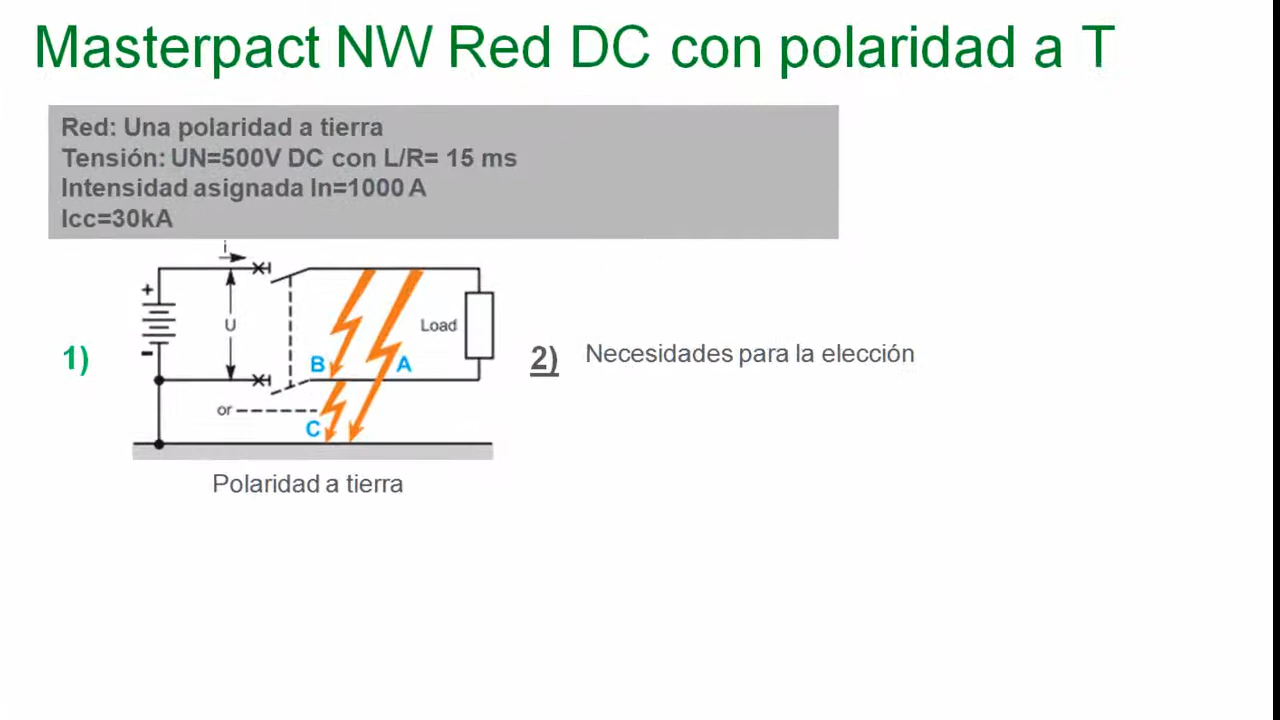 Masterpact NW Red DC con polaridad a T
Red: Una polaridad a tierra
Tensión: UN=500V DC con L/R= 15 ms
Intensidad asignada In=1000 A
Icc=30kA
i
+
U
Load
-
1)
B
A
or
C
Polaridad a tierra
2) Necesidades para la elección